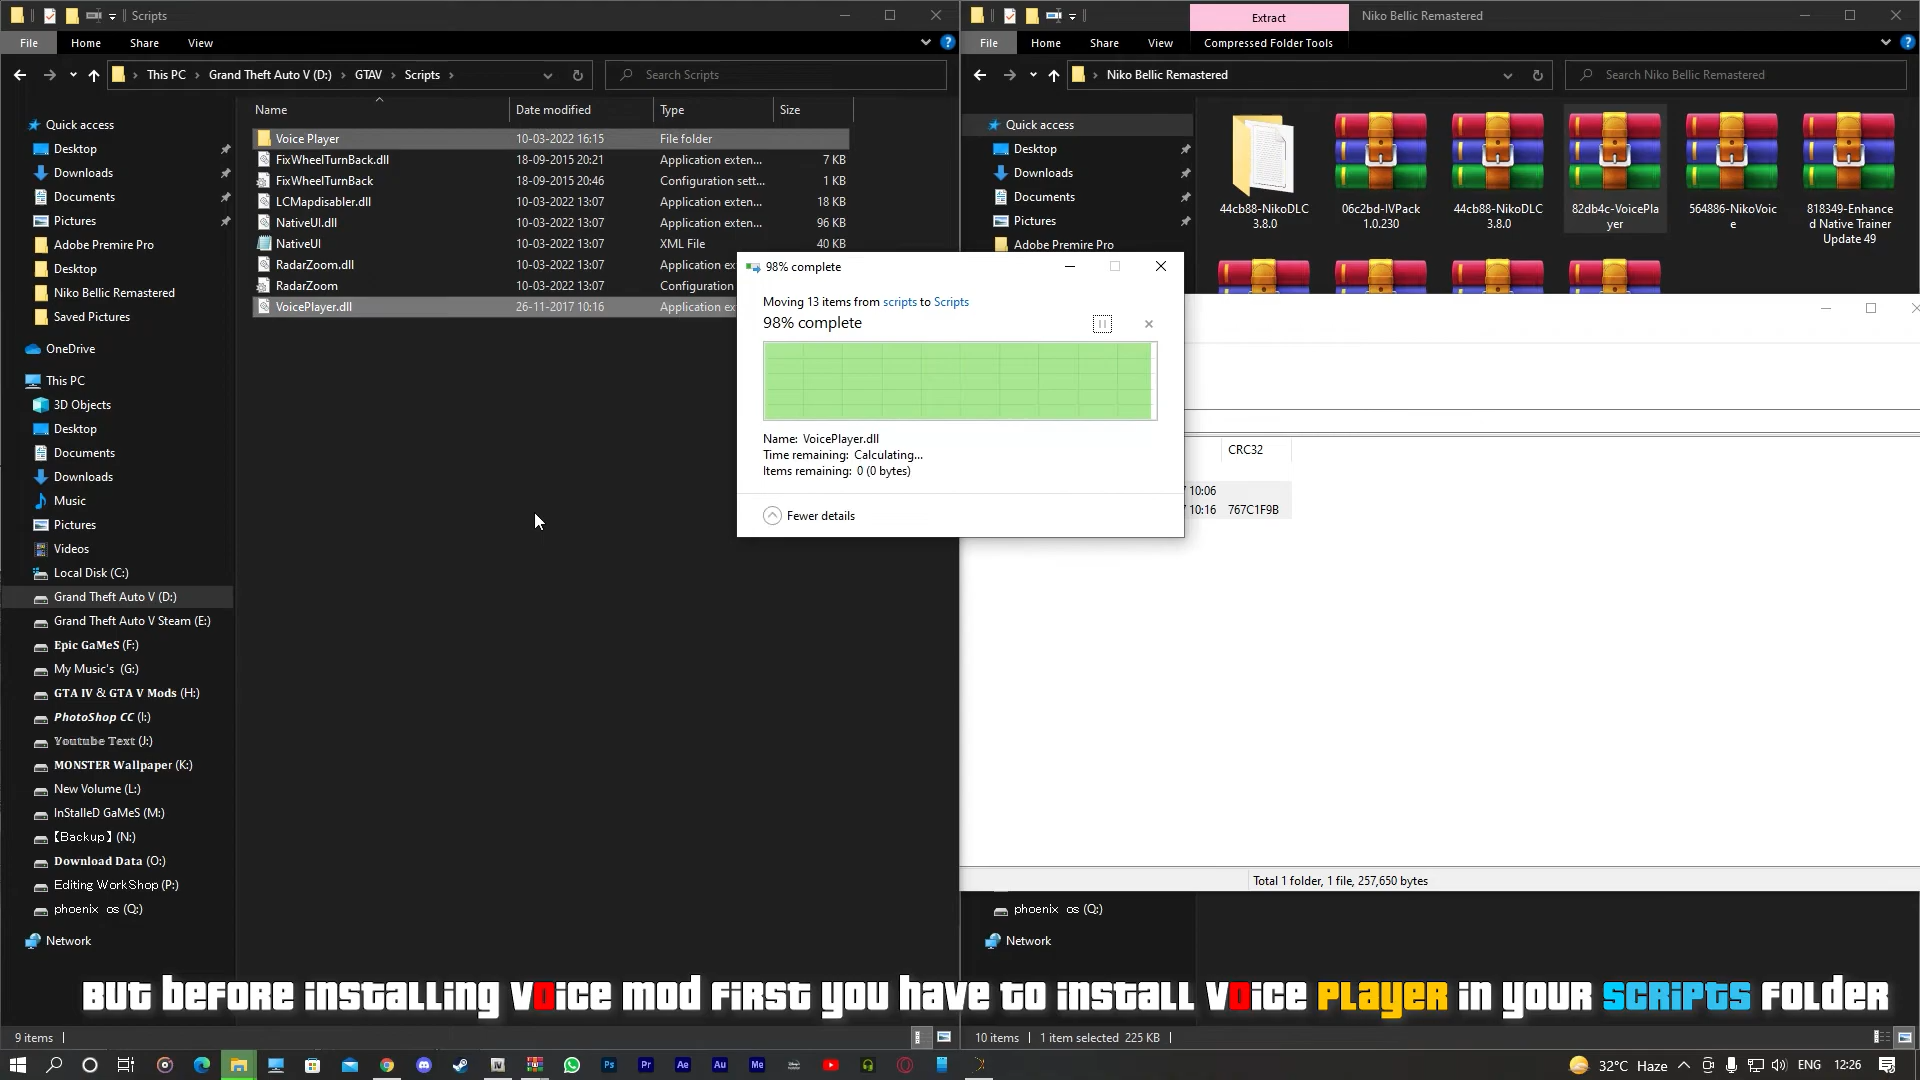 Scripts
File
Home
Share
View
This PC
Grand Theft Auto V (D:)
GTAV
Scripts
Search Scripts
Name
Date modified
Type
Size
Quick access
Desktop
Downloads
Documents
Pictures
Adobe Premire Pro
Desktop
Niko Bellic Remastered
Saved Pictures
OneDrive
This PC
3D Objects
Desktop
Documents
Downloads
Music
Pictures
Videos
Local Disk (C:)
Grand Theft Auto V (D:)
Grand Theft Auto V Steam (E:)
Epic GaMeS (F:)
My Music's (G:)
GTA IV & GTA V Mods (H:)
PhotoShop CC (I:)
Youtube Text (J:)
MONSTER Wallpaper (K:)
New Volume (L:)
InStalleD GaMeS (M:)
【Backup】(N:)
Download Data (O:)
Editing WorkShop (P:)
phoenix os (Q:)
Network
Voice Player 10-03-2022 16:15 File folder
FixWheelTurnBack.dll 18-09-2015 20:21 Application exten... 7 KB
FixWheelTurnBack 18-09-2015 20:46 Configuration sett... 1 KB
LCMapdisabler.dll 10-03-2022 13:07 Application exten... 18 KB
NativeUI.dll 10-03-2022 13:07 Application exten... 96 KB
NativeUI 10-03-2022 13:07 XML File 40 KB
RadarZoom.dll 10-03-2022 13:07 Application ex
RadarZoom 10-03-2022 13:07 Configuration
VoicePlayer.dll 26-11-2017 10:16 Application ex
9 items
Extract
Niko Bellic Remastered
File
Home
Share
View
Compressed Folder Tools
Niko Bellic Remastered
Search Niko Bellic Remastered
Quick access
Desktop
Downloads
Documents
Pictures
Adobe Premire Pro
44cb88-NikoDLC
3.8.0
06c2bd-IVPack
1.0.230
44cb88-NikoDLC
3.8.0
82db4c-VoicePla
yer
564886-NikoVoic
e
818349-Enhance
d Native Trainer
Update 49
98% complete
Moving 13 items from scripts to Scripts
98% complete
Name: VoicePlayer.dll
Time remaining: Calculating...
Items remaining: 0 (0 bytes)
Fewer details
CRC32
10:06
10:16 767C1F9B
Total 1 folder, 1 file, 257,650 bytes
phoenix os (Q:)
Network
But before installing Voice mod first you have to install Voice Player in your scripts folder
10 items
1 item selected 225 KB
Ps
Pr
Ae
Au
Me
32°C Haze
ENG
12:26